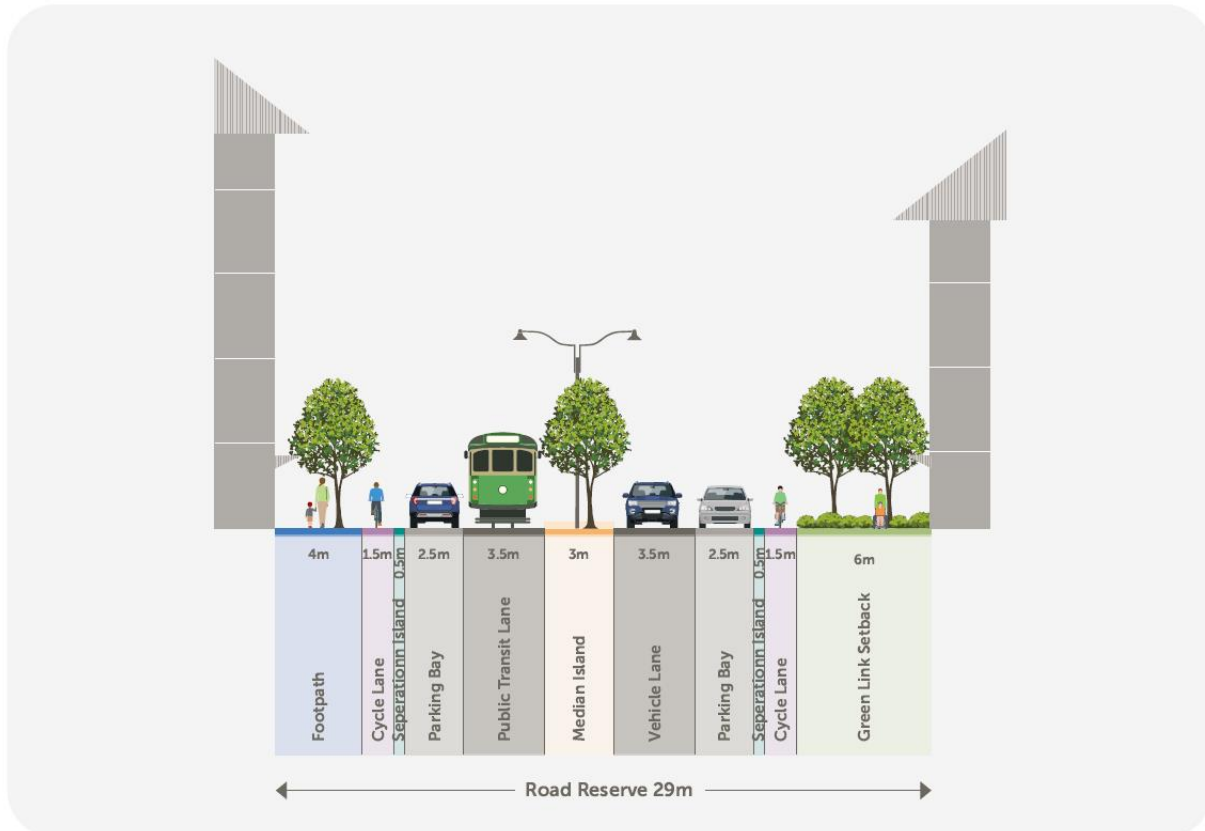 4m
1.5m
0.5m
2.5m
3.5m
3m
3.5m
2.5m
0.5m
1.5m
6m
Footpath
Cycle Lane
Seperationn Island
Parking Bay
Public Transit Lane
Median Island
Vehicle Lane
Parking Bay
Seperationn Island
Cycle Lane
Green Link Setback
Road Reserve 29m